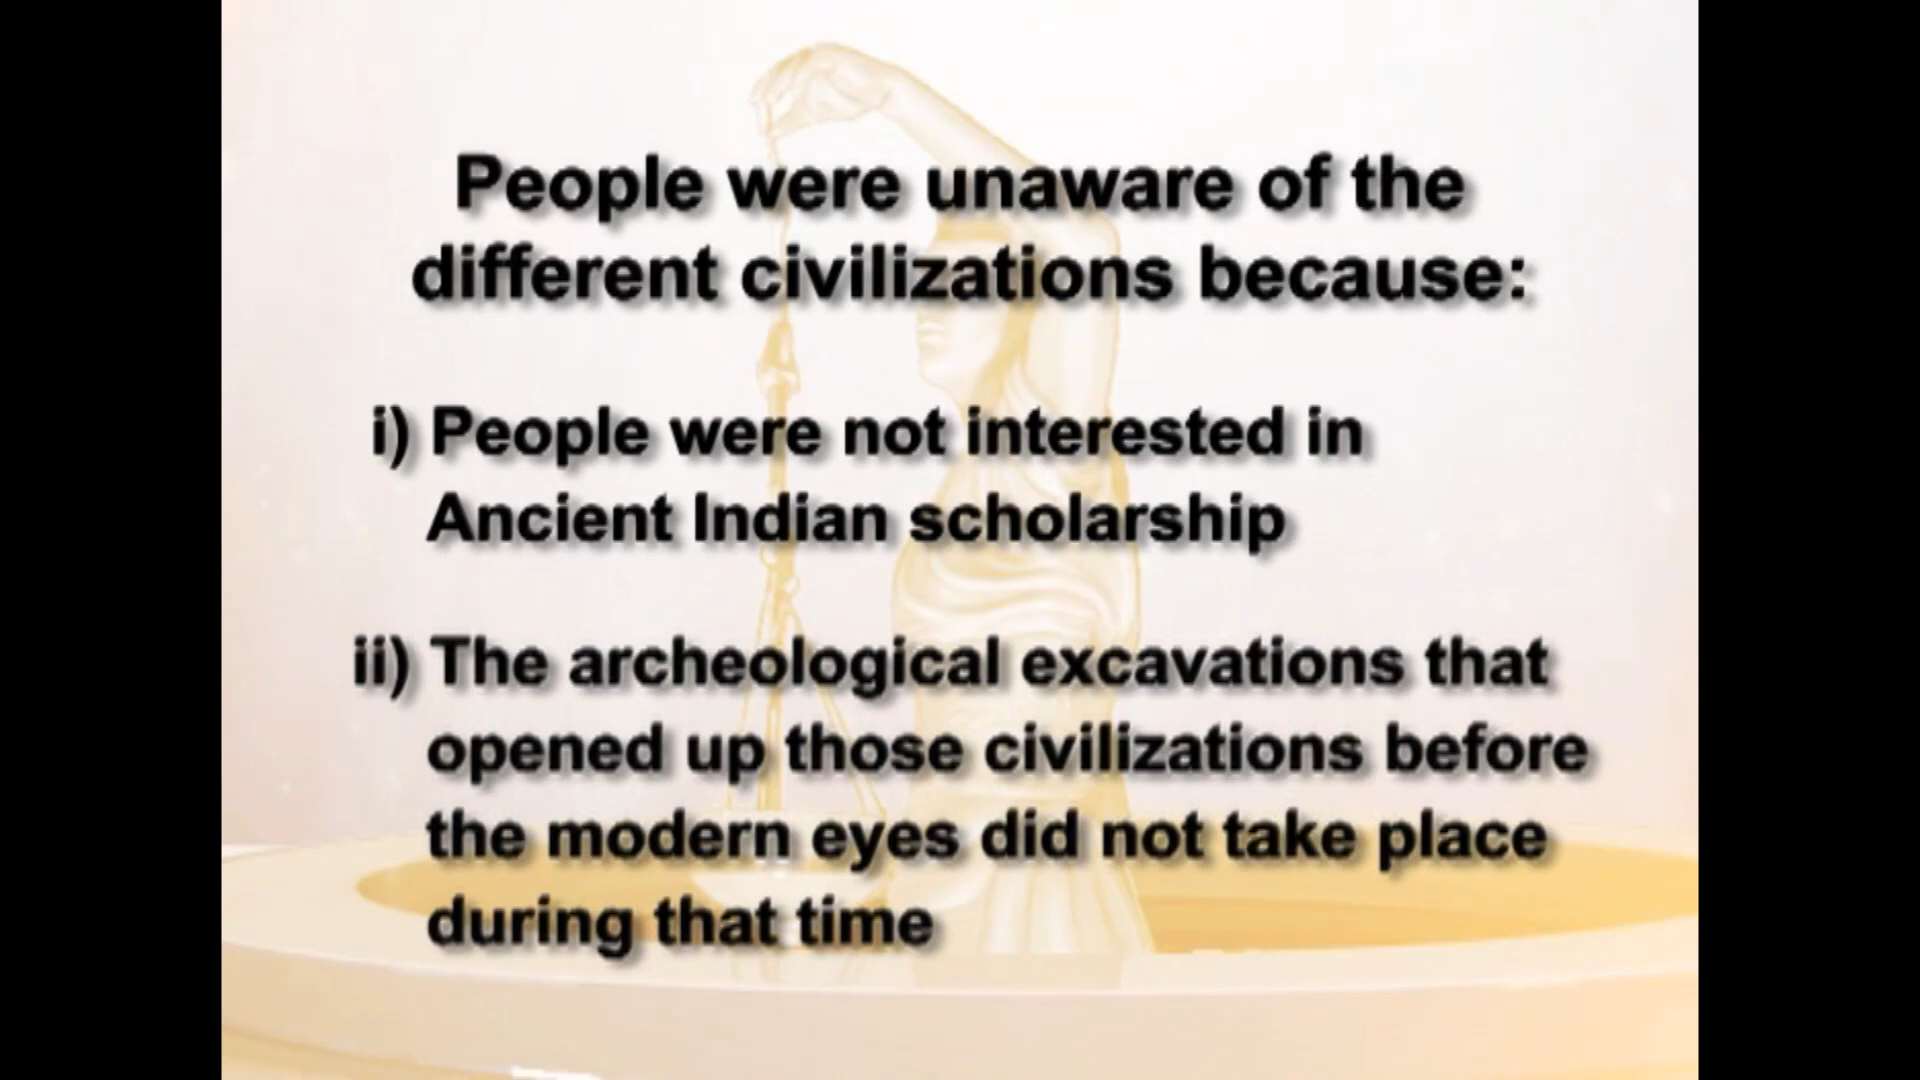 People were unaware of the
different civilizations because:
i) People were not interested in
Ancient Indian scholarship
ii) The archeological excavations that
opened up those civilizations before
the modern eyes did not take place
during that time